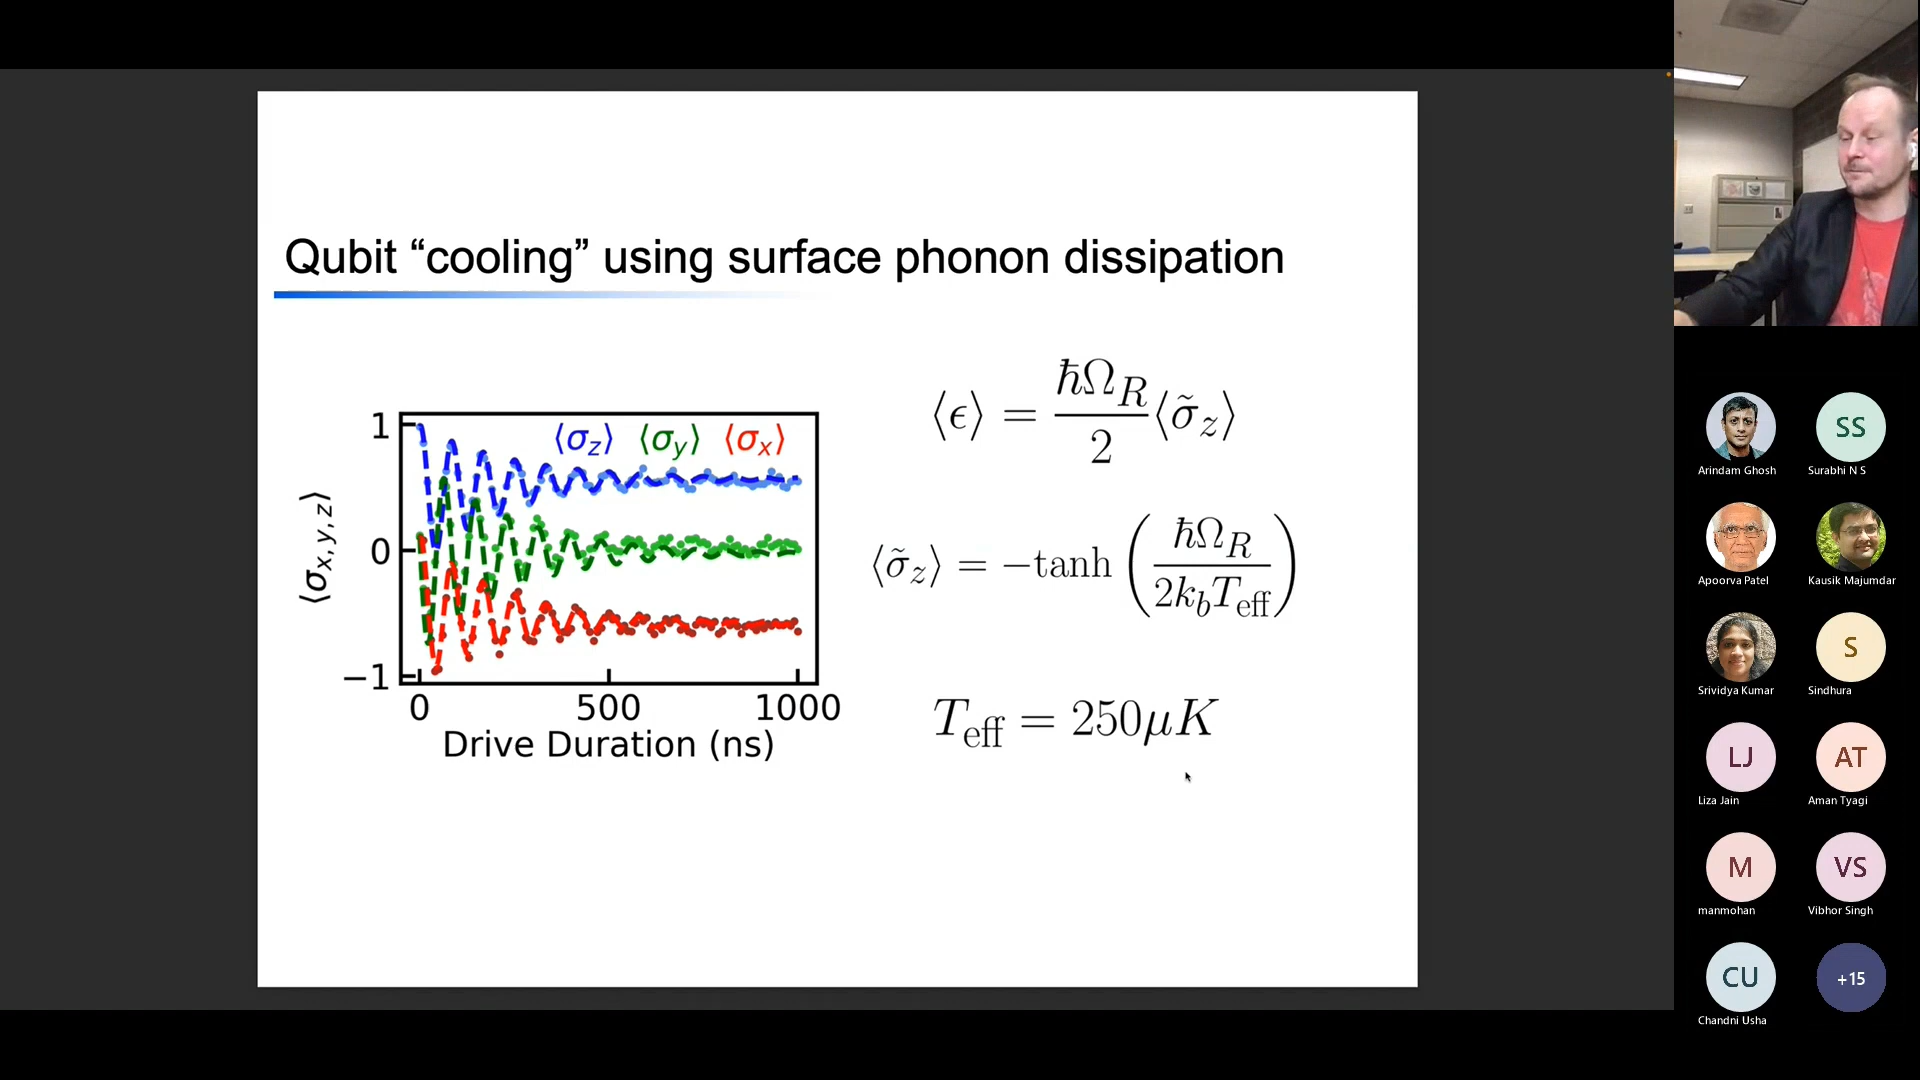 Qubit “cooling” using surface phonon dissipation
⟨σz⟩ ⟨σy⟩ ⟨σx⟩
⟨σx, y, z⟩
1
0
−1
0 500 1000
Drive Duration (ns)
⟨ϵ⟩ = ħΩR/2 ⟨σ̃z⟩
⟨σ̃z⟩ = −tanh (ħΩR/2kbTeff)
Teff = 250μK
Arindam Ghosh
SS
Surabhi N S
Apoorva Patel
Kausik Majumdar
Srividya Kumar
S
Sindhura
LJ
Liza Jain
AT
Aman Tyagi
M
manmohan
VS
Vibhor Singh
CU
Chandni Usha
+15